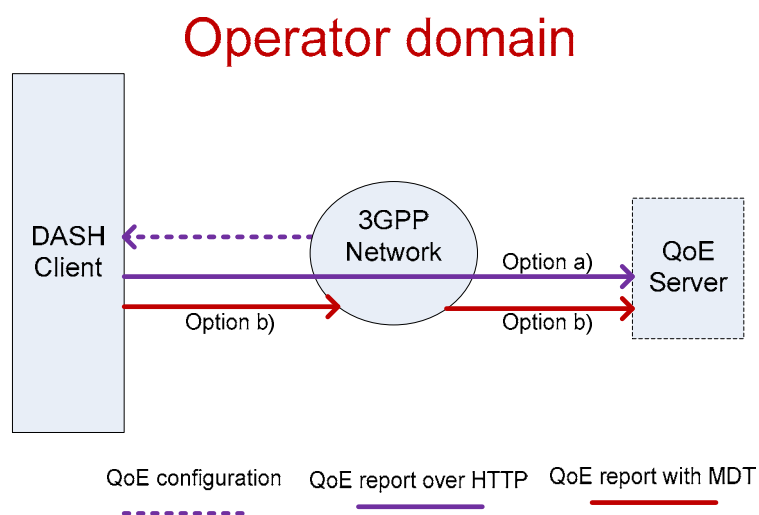 Operator domain
DASH
Client
3GPP
Network
QoE
Server
Option a)
Option b)
Option b)
QoE configuration
QoE report over HTTP
QoE report with MDT